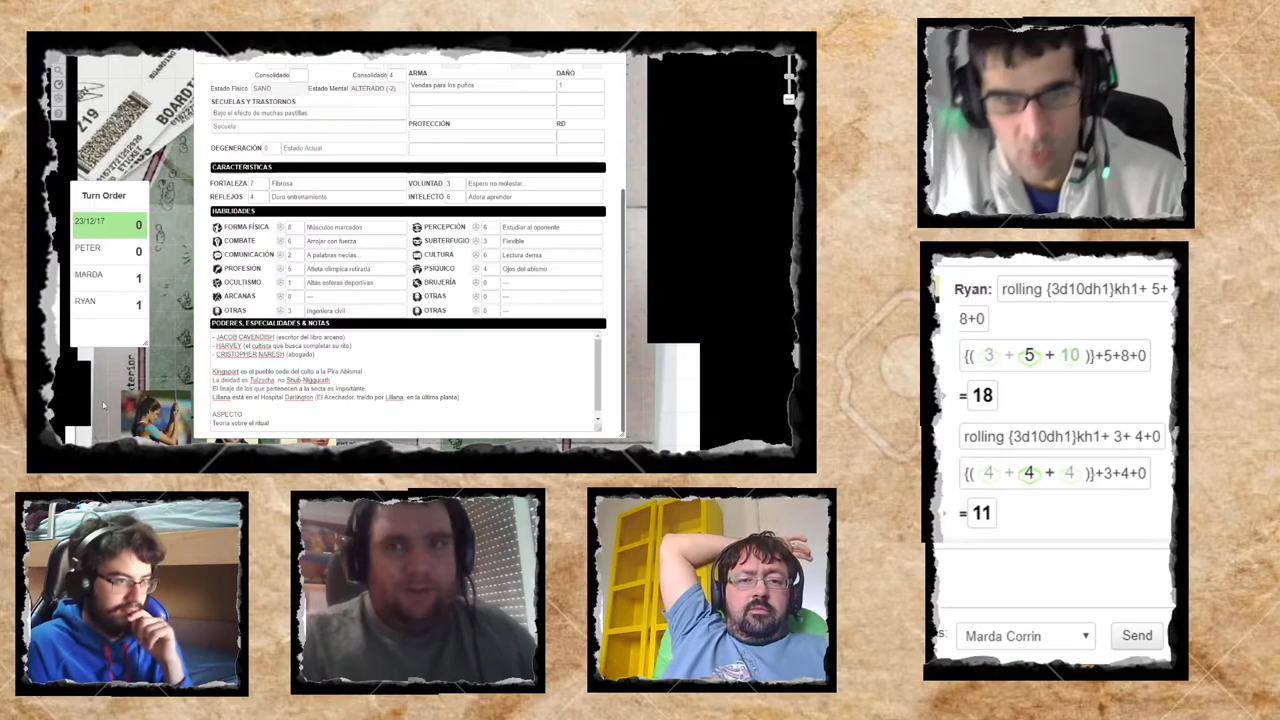 219
BOARDI
Turn Order
23/12/17 0
PETER 0
MARDA 1
RYAN 1
Consolidado
Consolidado 4
Estado Físico SANO
Estado Mental ALTERADO (-2)
SECUELAS Y TRASTORNOS
Bajo el efecto de muchas pastillas
Secuela
DEGENERACIÓN 0 Estado Actual
ARMA DAÑO
Vendas para los puños 1
PROTECCIÓN RD
CARACTERISTICAS
FORTALEZA 7 Fibrosa
VOLUNTAD 3 Espero no molestar...
REFLEJOS 4 Duro entrenamiento
INTELECTO 6 Adora aprender
HABILIDADES
FORMA FÍSICA 8 Músculos marcados
PERCEPCIÓN 6 Estudiar al oponente
COMBATE 6 Arrojar con fuerza
SUBTERFUGIO 3 Flexible
COMUNICACIÓN 2 A palabras necias...
CULTURA 6 Lectura densa
PROFESIÓN 5 Atleta olímpica retirada
PSIQUICO 4 Ojos del abismo
OCULTISMO 1 Altas esferas deportivas
BRUJERÍA 0 ---
ARCANAS 0 ---
OTRAS 0 ---
OTRAS 3 Ingeniera civil
OTRAS 0 ---
PODERES, ESPECIALIDADES & NOTAS
- JACOB CAVENDISH (escritor del libro arcano)
- HARVEY (el cultista que busca completar su rito)
- CRISTOPHER NARESH (abogado)
Kingsport es el pueblo sede del culto a la Pira Abismal
La deidad es Tulzscha, no Shub-Niggurath
El linaje de los que pertenecen a la secta es importante.
Liliana está en el Hospital Darlington (El Acechador, traído por Liliana, en la última planta)
ASPECTO
Teoría sobre el ritual
Ryan: rolling {3d10dh1}kh1+ 5+
8+0
{( 3 + 5 + 10 )}+5+8+0
= 18
rolling {3d10dh1}kh1+ 3+ 4+0
{( 4 + 4 + 4 )}+3+4+0
= 11
s: Marda Corrin Send